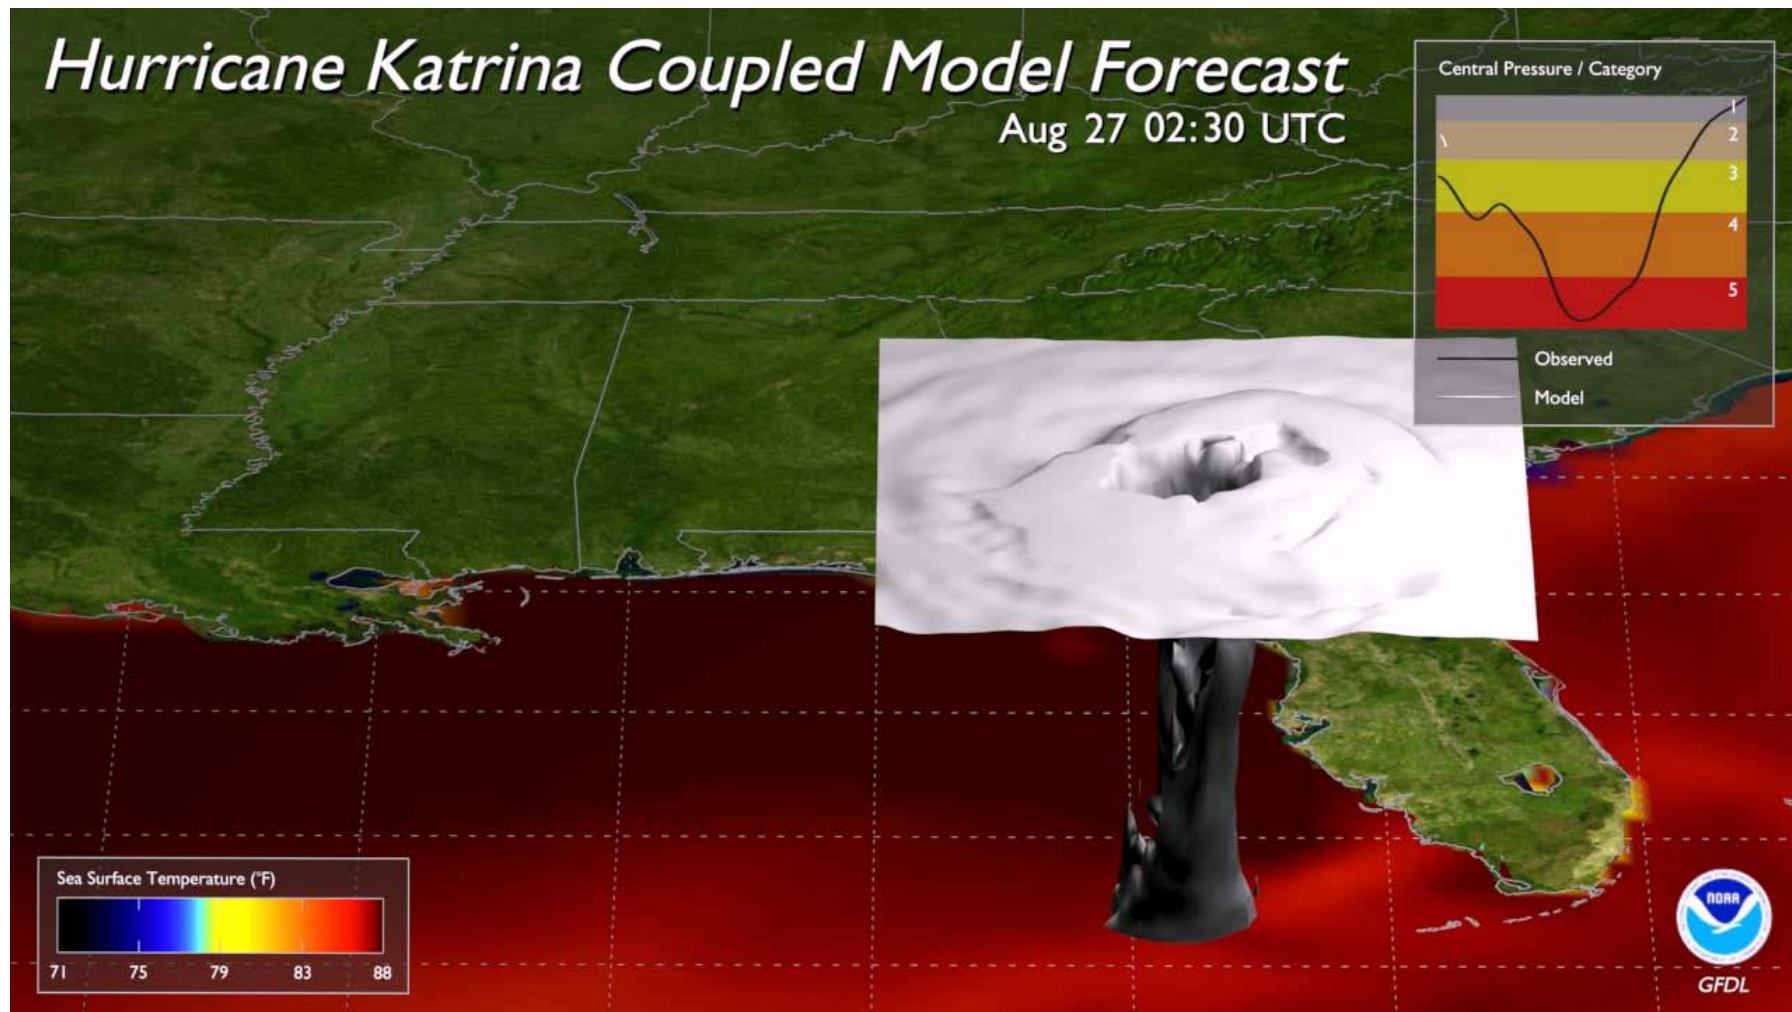 Hurricane Katrina Coupled Model Forecast
Aug 27 02:30 UTC
Central Pressure / Category
1
2
3
4
5
Observed
Model
Sea Surface Temperature (°F)
71 75 79 83 88
NOAA
GFDL